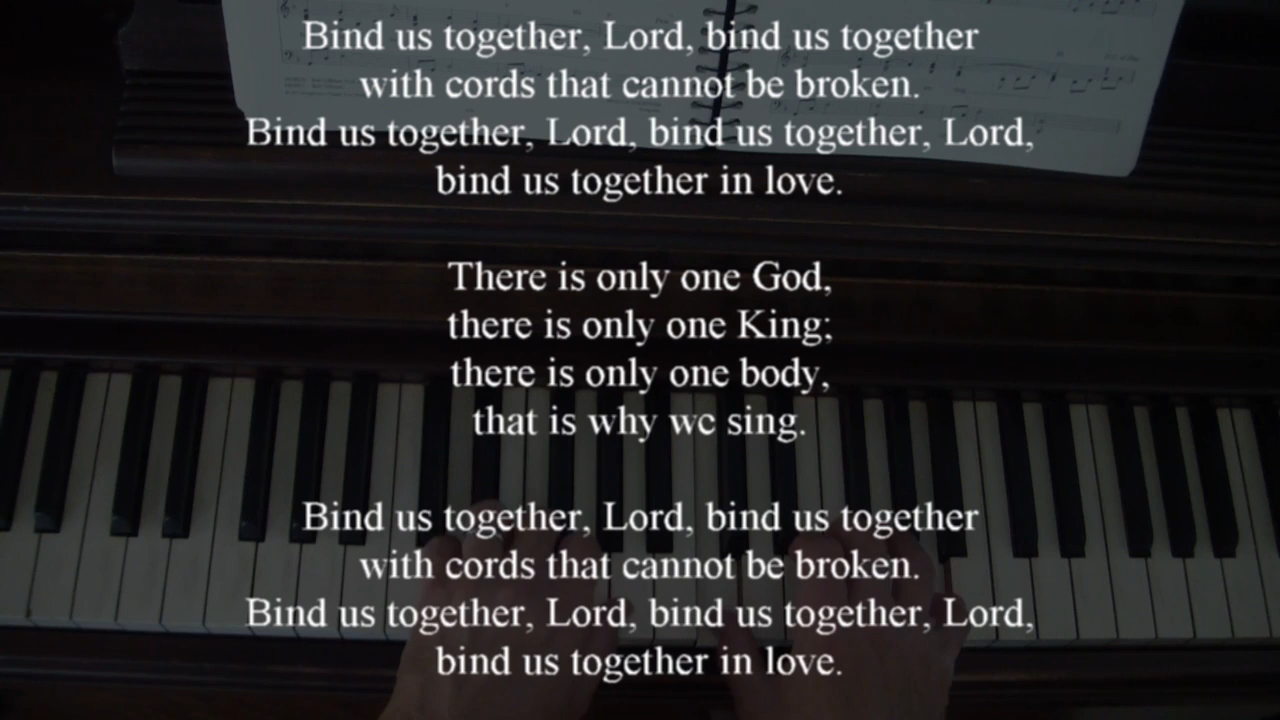 Bind us together, Lord, bind us together
with cords that cannot be broken.
Bind us together, Lord, bind us together, Lord,
bind us together in love.
There is only one God,
there is only one King;
there is only one body,
that is why we sing.
Bind us together, Lord, bind us together
with cords that cannot be broken.
Bind us together, Lord, bind us together, Lord,
bind us together in love.